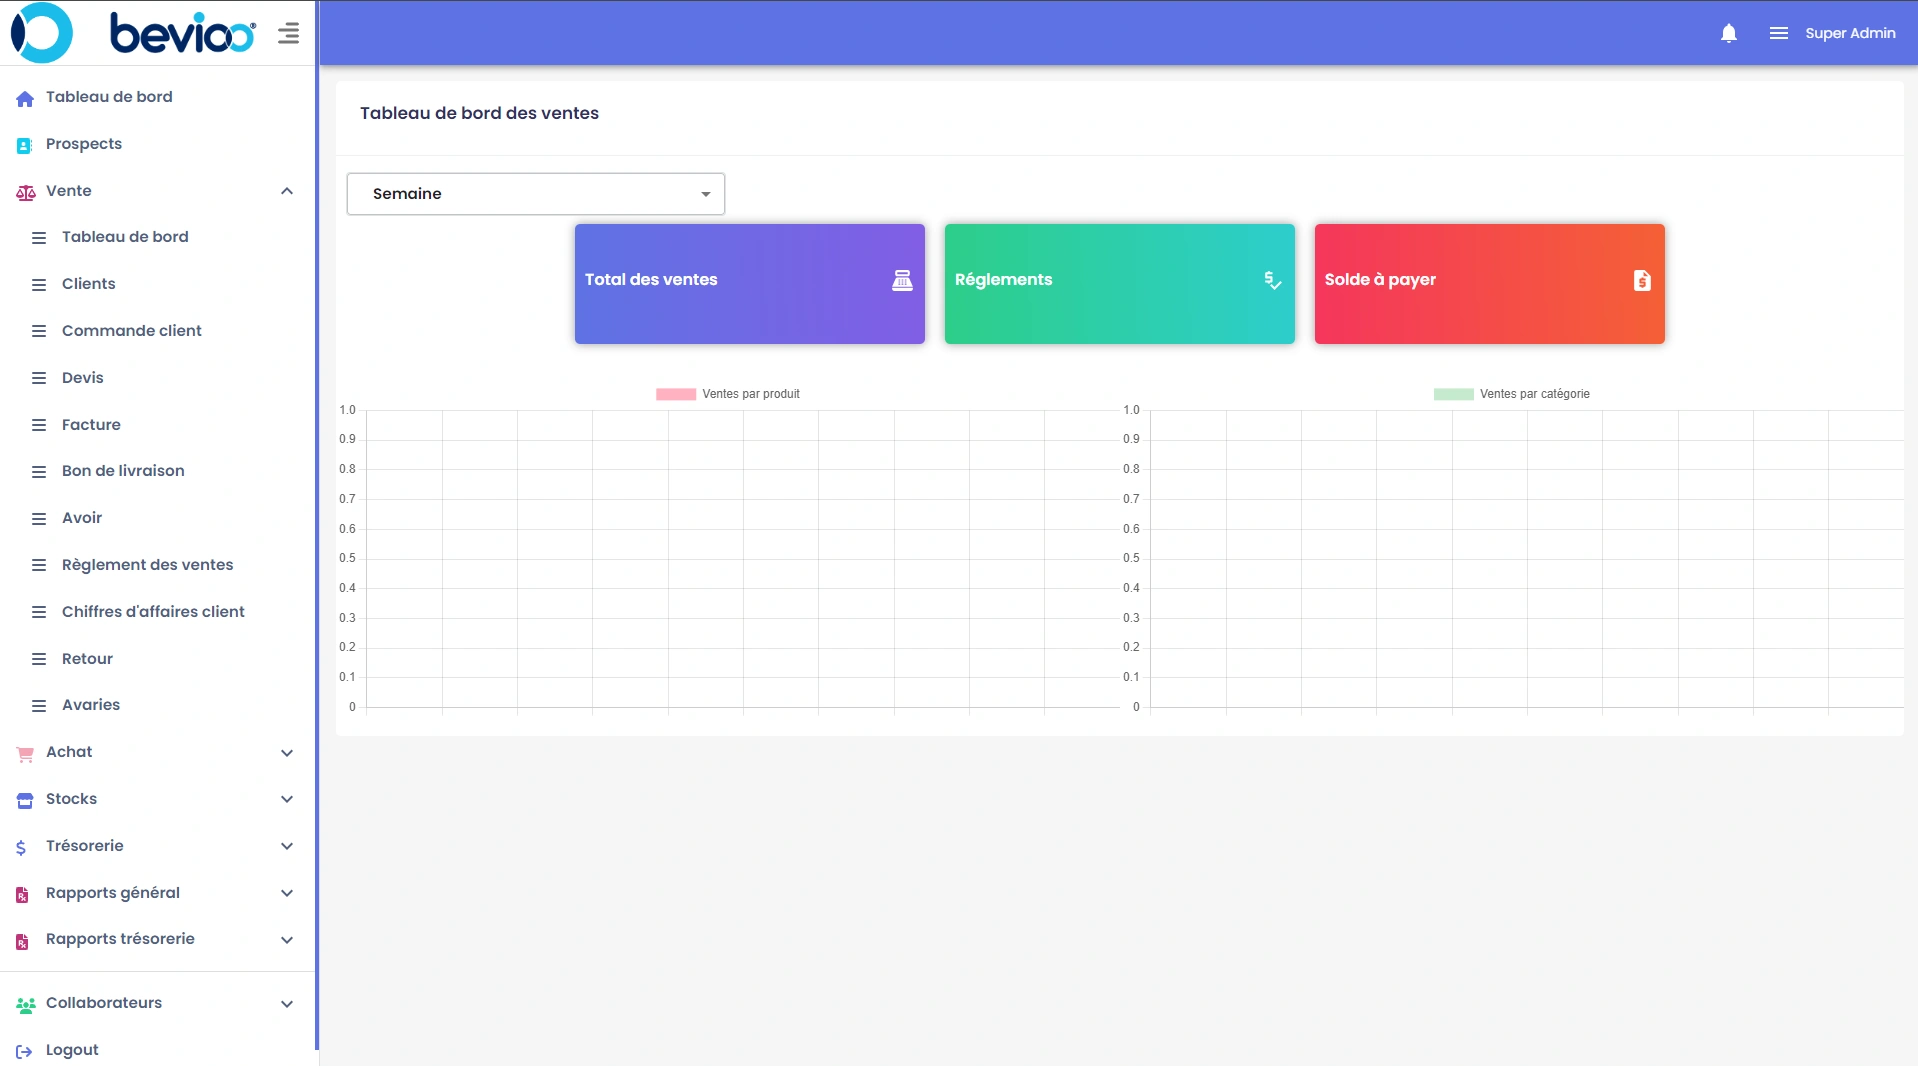 bevioo®
Super Admin
Tableau de bord
Prospects
Vente
Tableau de bord
Clients
Commande client
Devis
Facture
Bon de livraison
Avoir
Règlement des ventes
Chiffres d'affaires client
Retour
Avaries
Achat
Stocks
Trésorerie
Rapports général
Rapports trésorerie
Collaborateurs
Logout
Tableau de bord des ventes
Semaine
Total des ventes
Réglements
Solde à payer
Ventes par produit
1.0
0.9
0.8
0.7
0.6
0.5
0.4
0.3
0.2
0.1
0
Ventes par catégorie
1.0
0.9
0.8
0.7
0.6
0.5
0.4
0.3
0.2
0.1
0